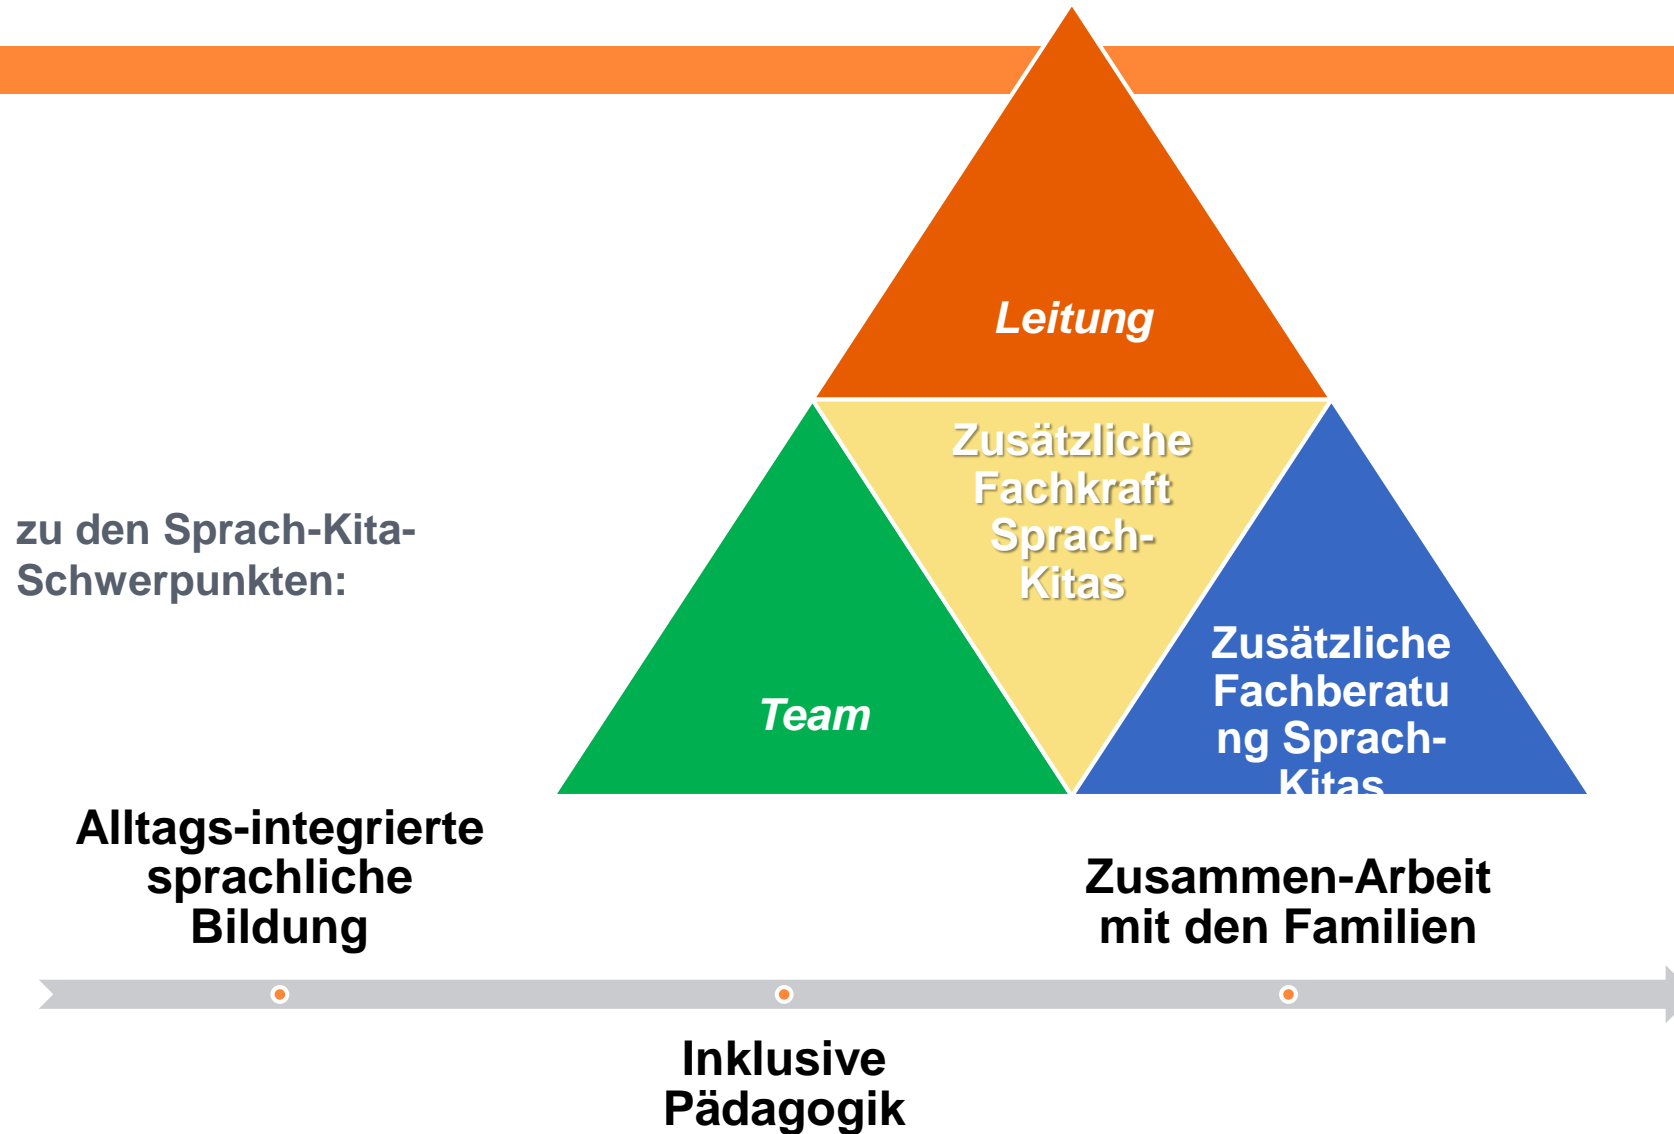 Leitung
Zusätzliche
Fachkraft
Sprach-
Kitas
zu den Sprach-Kita-
Schwerpunkten:
Team
Zusätzliche
Fachberatu
ng Sprach-
Kitas
Alltags-integrierte
sprachliche
Bildung
Zusammen-Arbeit
mit den Familien
Inklusive
Pädagogik